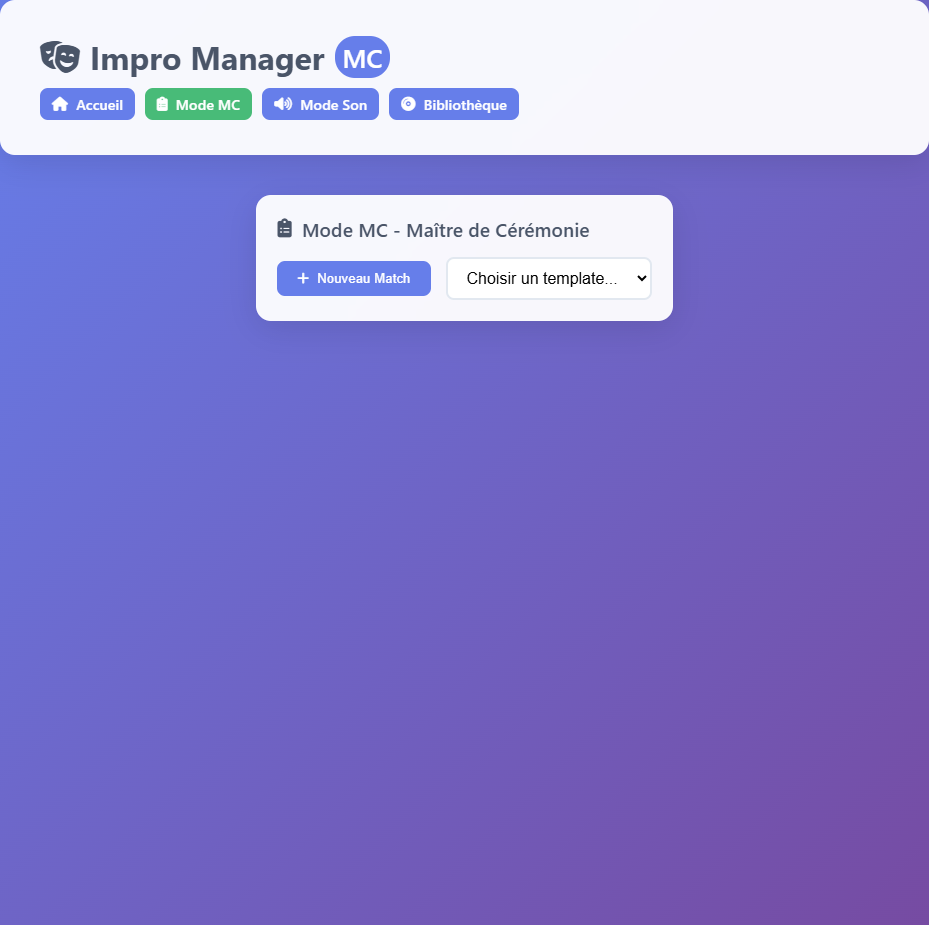 Impro Manager MC
Accueil Mode MC Mode Son Bibliothèque
Mode MC - Maître de Cérémonie
Nouveau Match Choisir un template...